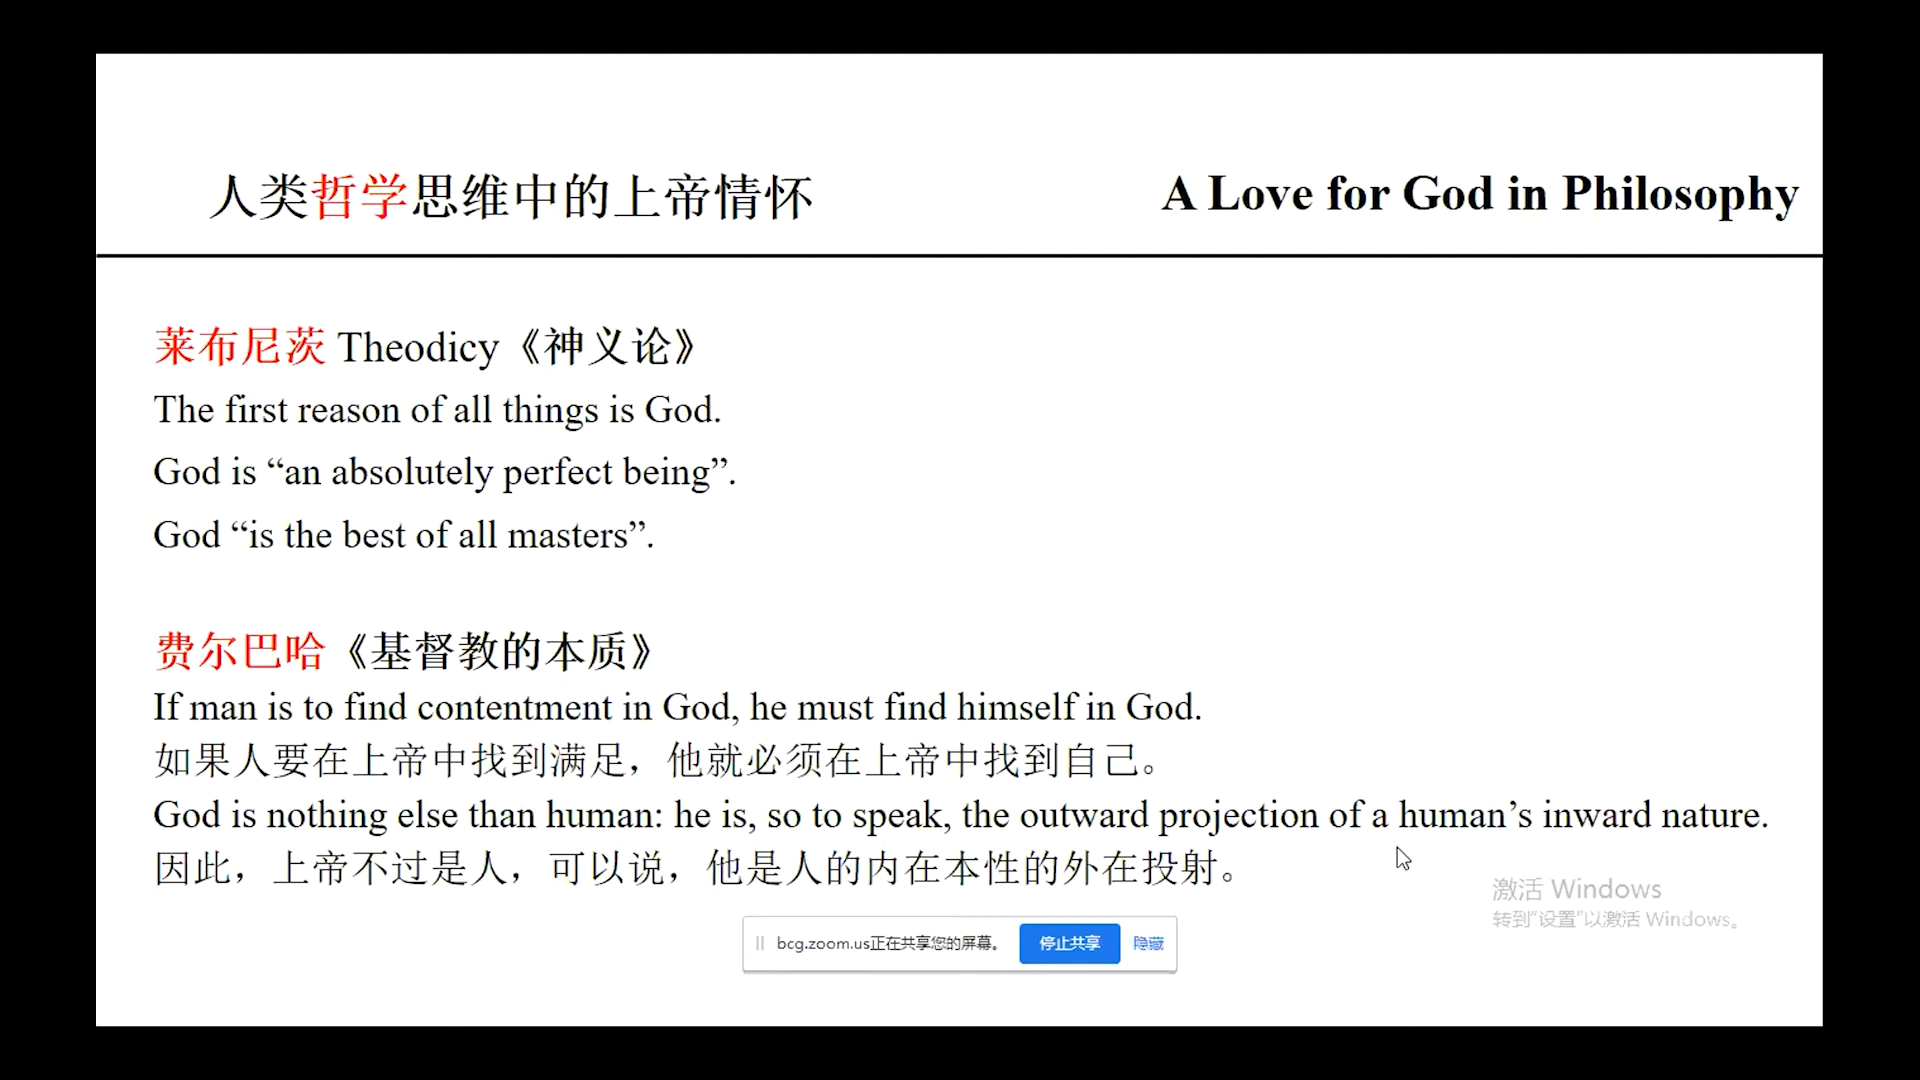 人类哲学思维中的上帝情怀
A Love for God in Philosophy
莱布尼茨 Theodicy《神义论》
The first reason of all things is God.
God is “an absolutely perfect being”.
God “is the best of all masters”.
费尔巴哈《基督教的本质》
If man is to find contentment in God, he must find himself in God.
如果人要在上帝中找到满足，他就必须在上帝中找到自己。
God is nothing else than human: he is, so to speak, the outward projection of a human’s inward nature.
因此，上帝不过是人，可以说，他是人的内在本性的外在投射。
激活 Windows
转到“设置”以激活 Windows。
bcg.zoom.us正在共享您的屏幕。 停止共享 隐藏